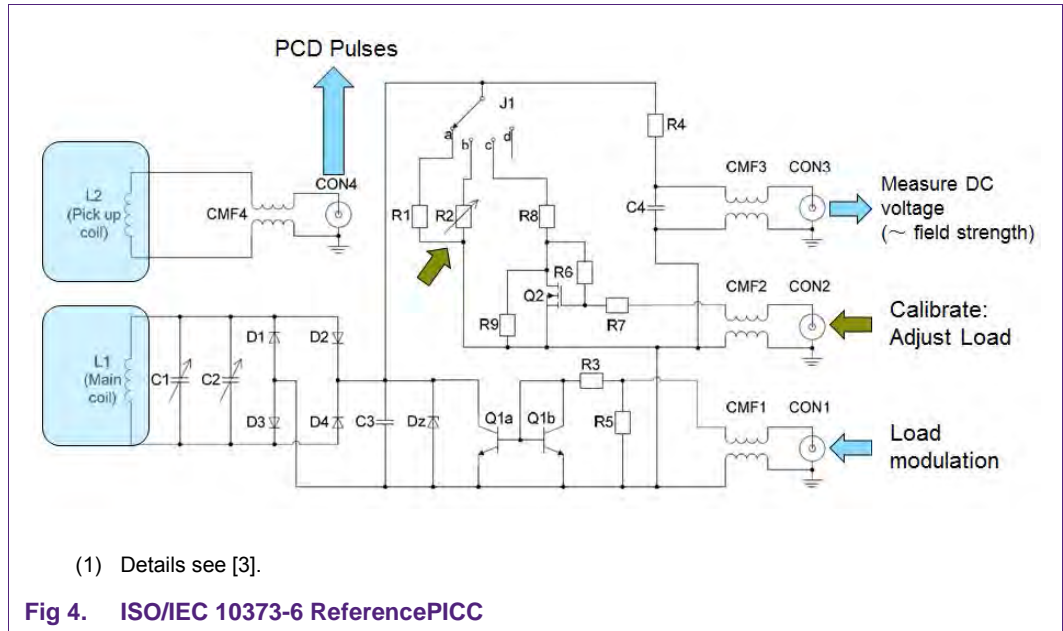 PCD Pulses
J1
a
b
c
d
R4
L2
(Pick up
coil)
CMF4
CON4
R1
R2
R8
C4
CMF3
CON3
Measure DC
voltage
(~ field strength)
R6
Q2
R7
R9
CMF2
CON2
Calibrate:
Adjust Load
L1
(Main
coil)
C1
C2
D1
D2
D3
D4
C3
Dz
Q1a
Q1b
R3
R5
CMF1
CON1
Load
modulation
(1) Details see [3].
Fig 4. ISO/IEC 10373-6 ReferencePICC